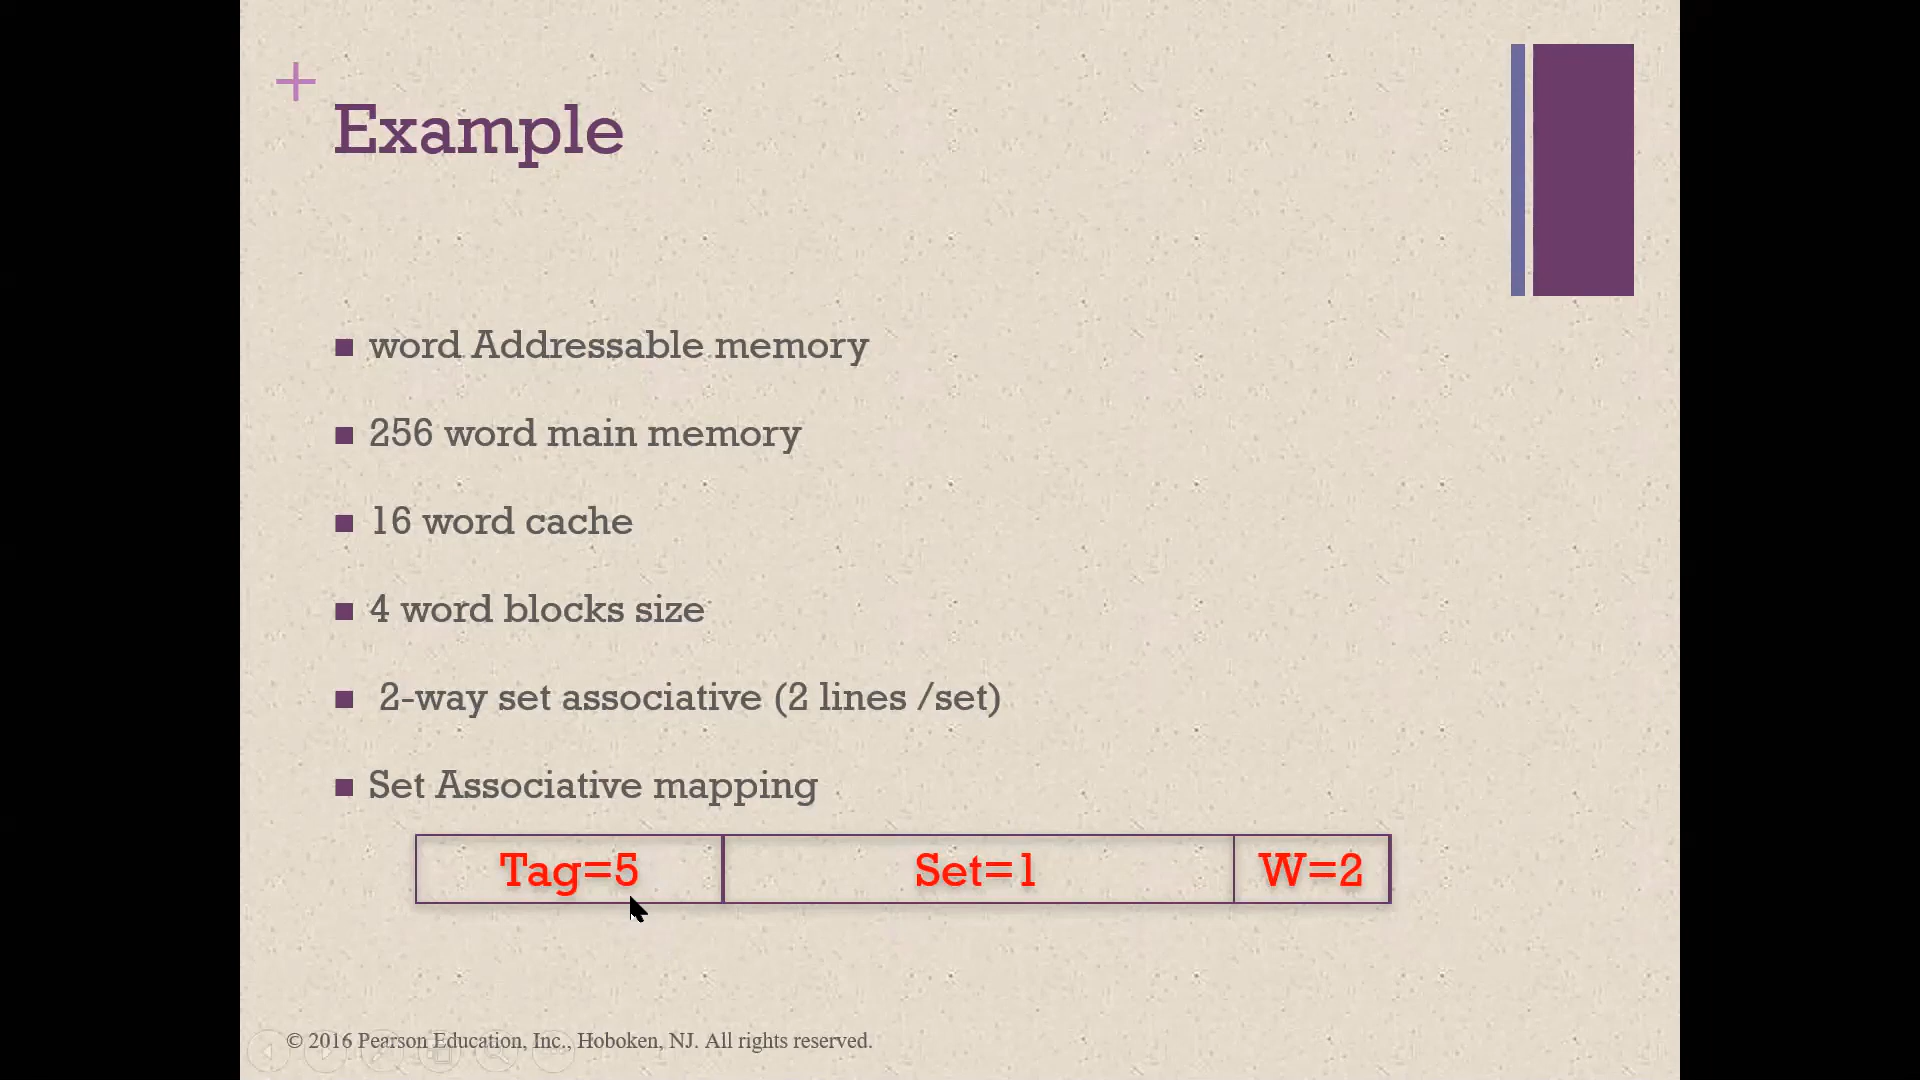 Example
word Addressable memory
256 word main memory
16 word cache
4 word blocks size
2-way set associative (2 lines /set)
Set Associative mapping
Tag=5 Set=1 W=2
© 2016 Pearson Education, Inc., Hoboken, NJ. All rights reserved.